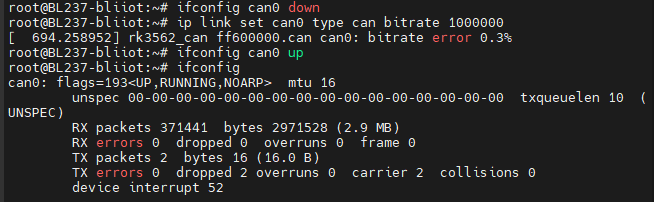 root@BL237-bliiot:~# ifconfig can0 down
root@BL237-bliiot:~# ip link set can0 type can bitrate 1000000
[  694.258952] rk3562_can ff600000.can can0: bitrate error 0.3%
root@BL237-bliiot:~# ifconfig can0 up
root@BL237-bliiot:~# ifconfig
can0: flags=193<UP,RUNNING,NOARP>  mtu 16
        unspec 00-00-00-00-00-00-00-00-00-00-00-00-00-00-00-00  txqueuelen 10  (
UNSPEC)
        RX packets 371441  bytes 2971528 (2.9 MB)
        RX errors 0  dropped 0  overruns 0  frame 0
        TX packets 2  bytes 16 (16.0 B)
        TX errors 0  dropped 2 overruns 0  carrier 2  collisions 0
        device interrupt 52